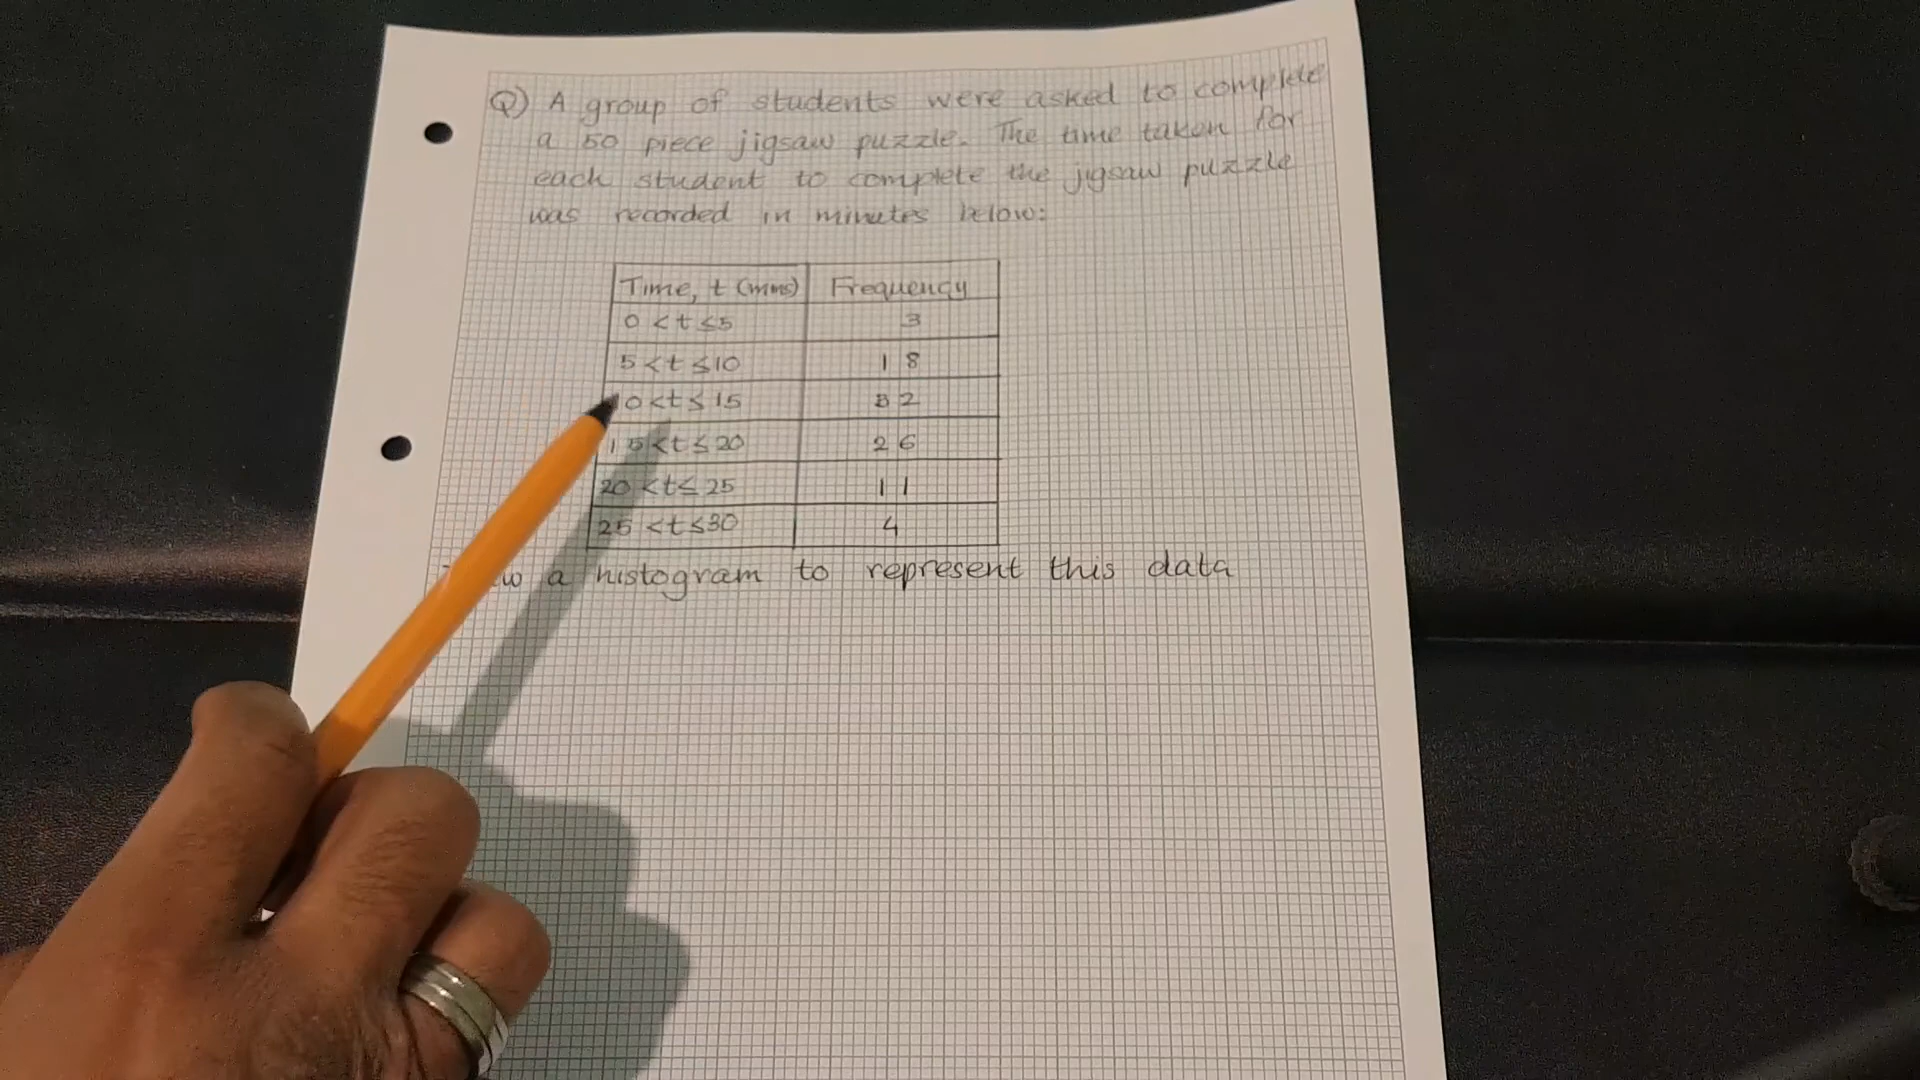 Q) A group of students were asked to complete
a 50 piece jigsaw puzzle. The time taken for
each student to complete the jigsaw puzzle
was recorded in minutes below:
Time, t (mins) Frequency
0 < t ≤ 5 3
5 < t ≤ 10 18
10 < t ≤ 15 32
15 < t ≤ 20 26
20 < t ≤ 25 11
25 < t ≤ 30 4
a histogram to represent this data